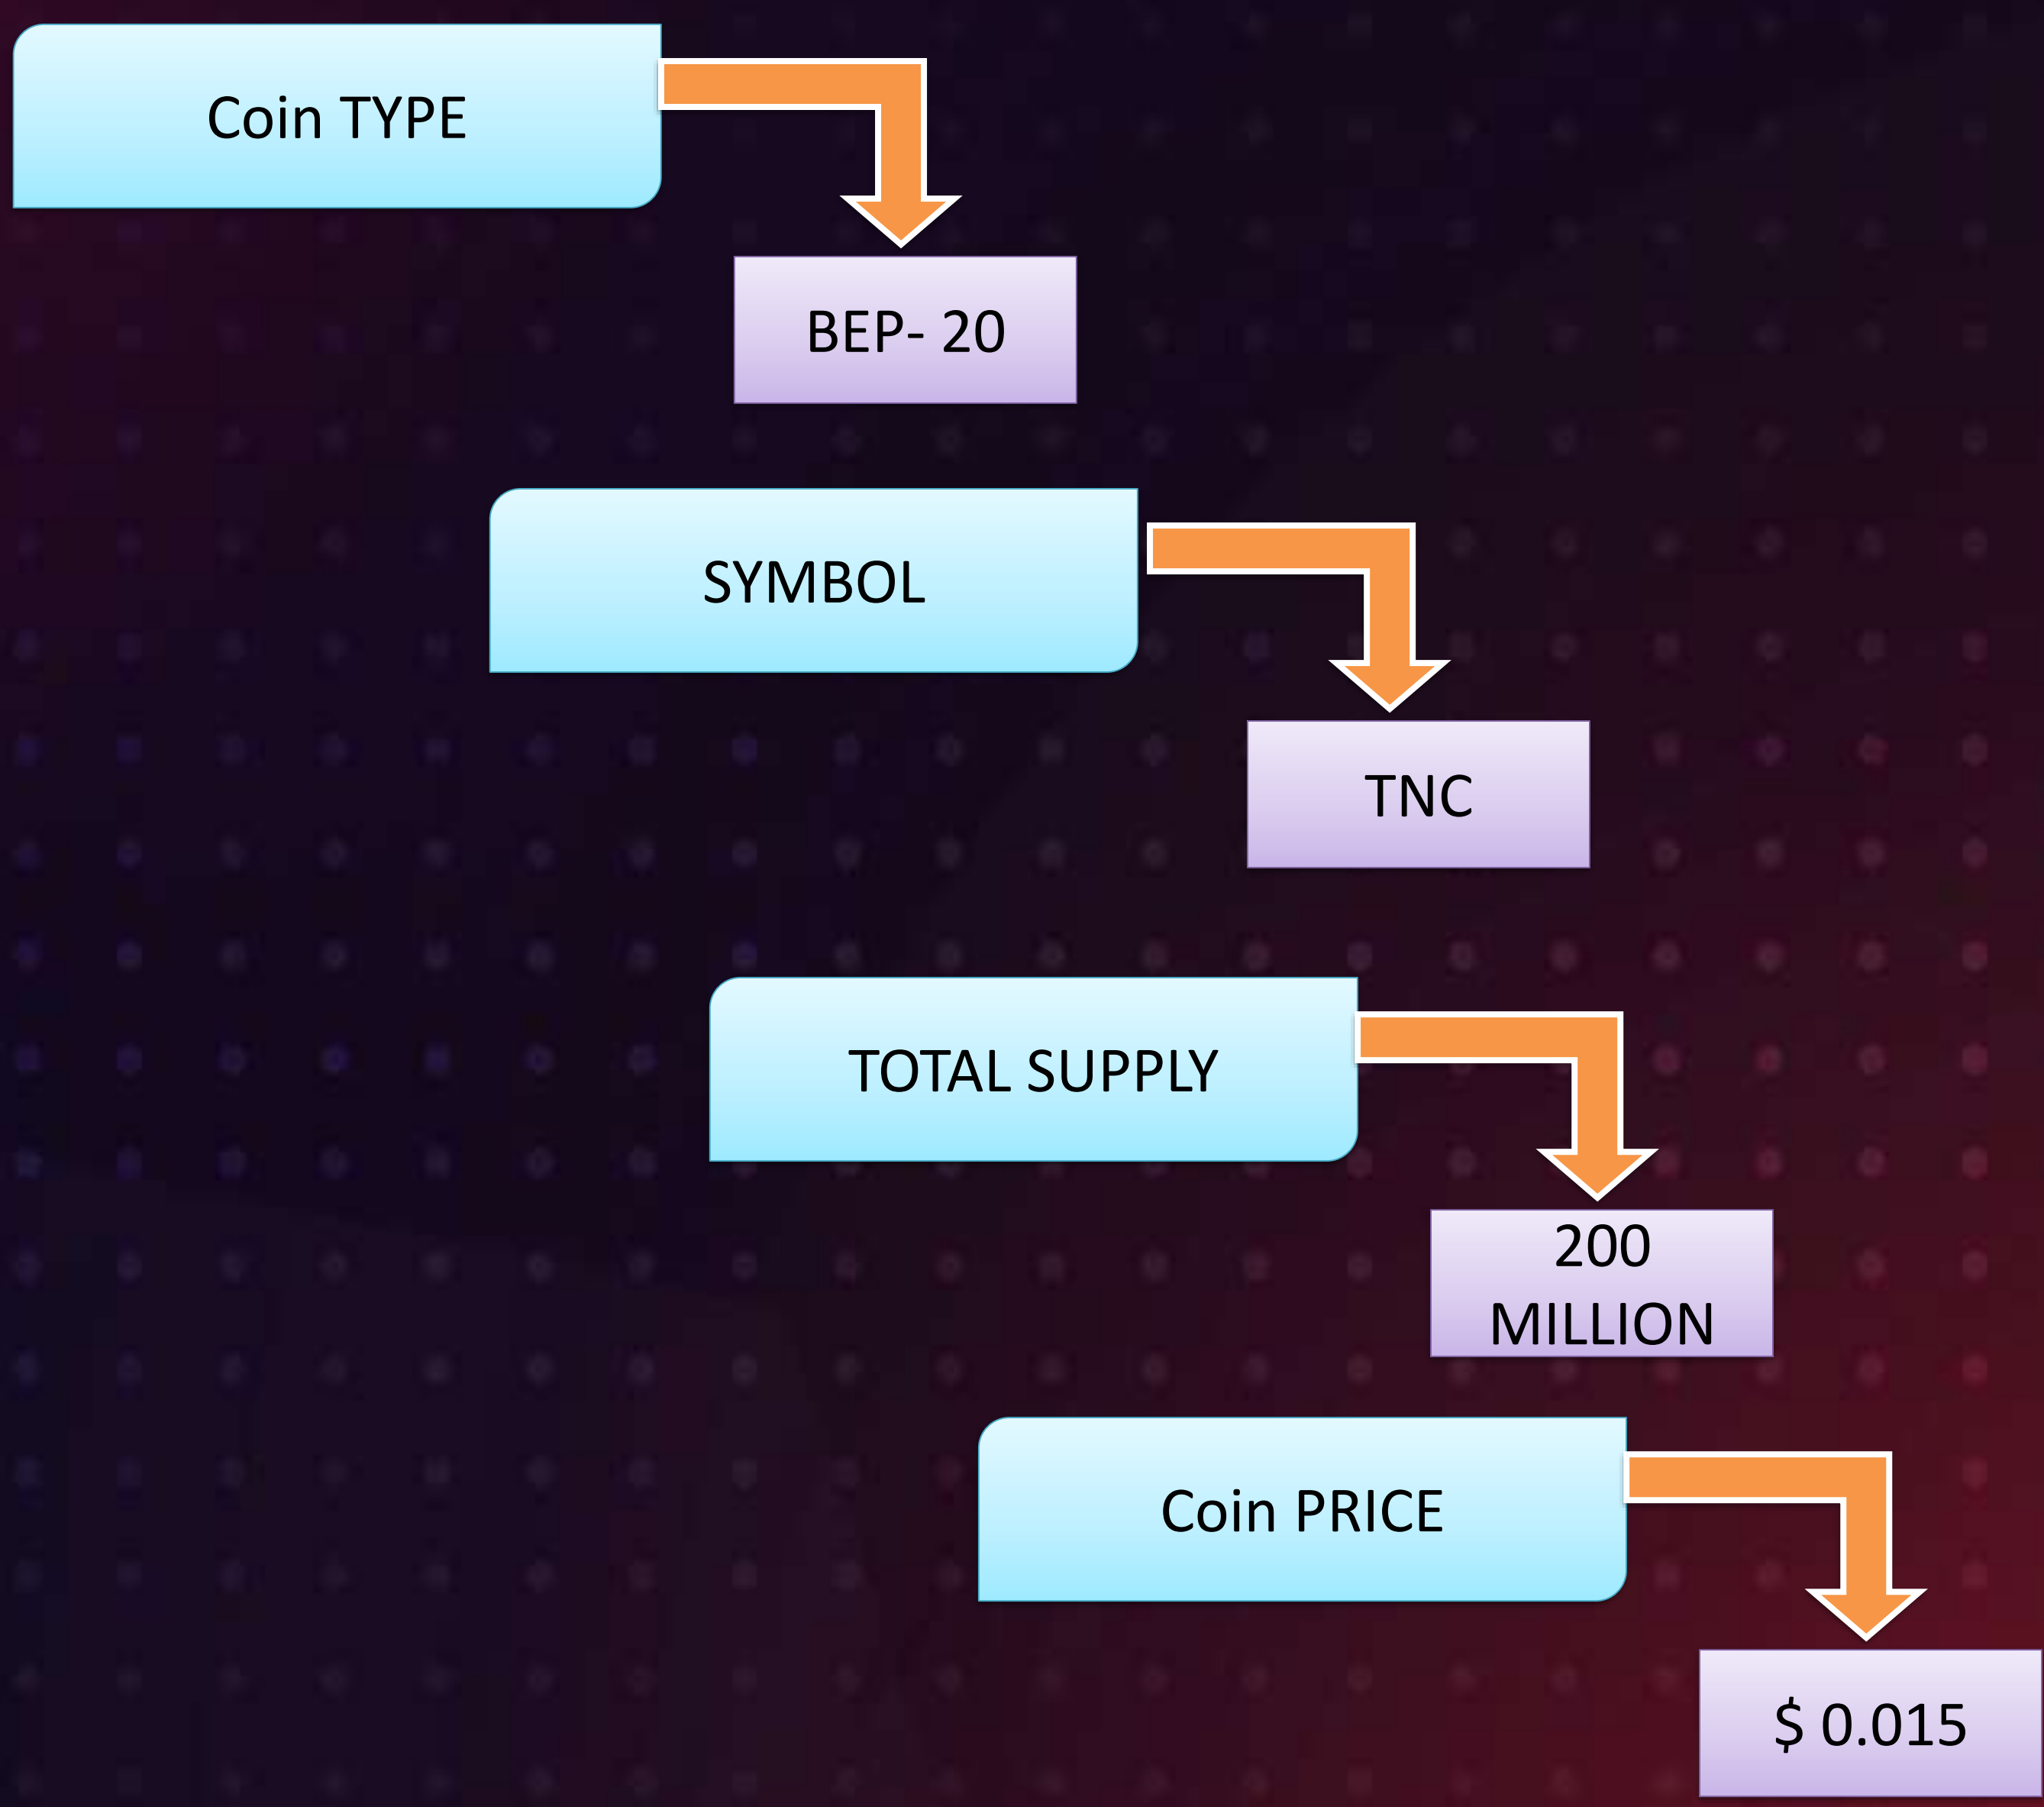 Coin TYPE
BEP- 20
SYMBOL
TNC
TOTAL SUPPLY
200
MILLION
Coin PRICE
$ 0.015